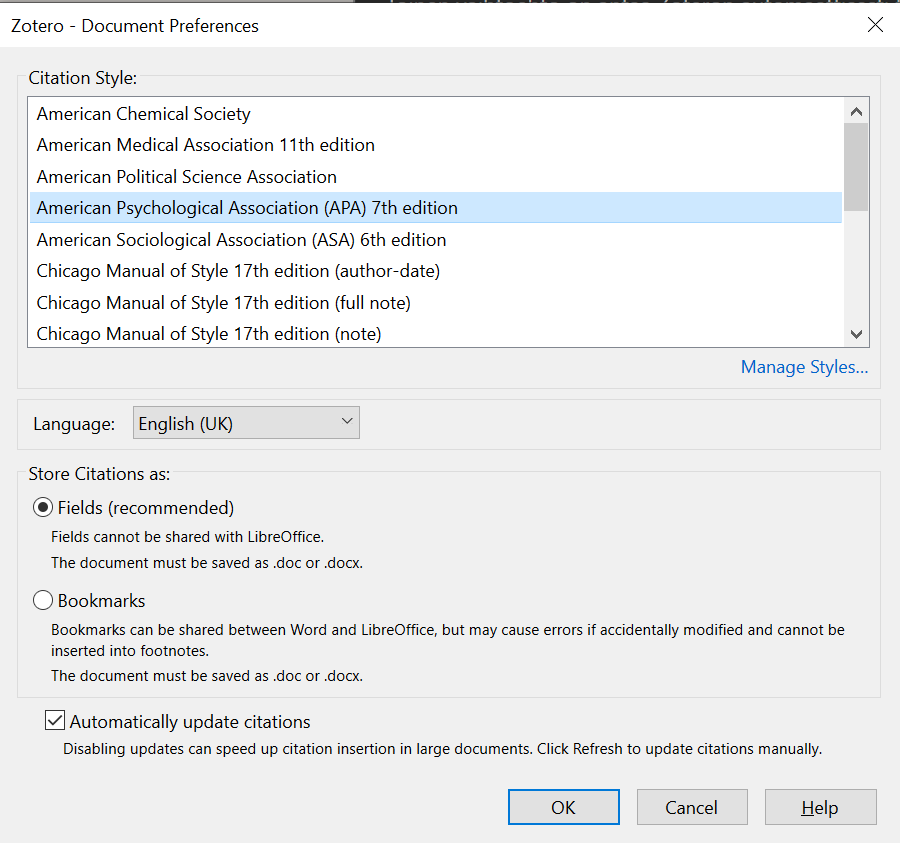 Zotero - Document Preferences
Citation Style:
American Chemical Society
American Medical Association 11th edition
American Political Science Association
American Psychological Association (APA) 7th edition
American Sociological Association (ASA) 6th edition
Chicago Manual of Style 17th edition (author-date)
Chicago Manual of Style 17th edition (full note)
Chicago Manual of Style 17th edition (note)
Manage Styles...
Language: English (UK)
Store Citations as:
Fields (recommended)
Fields cannot be shared with LibreOffice.
The document must be saved as .doc or .docx.
Bookmarks
Bookmarks can be shared between Word and LibreOffice, but may cause errors if accidentally modified and cannot be
inserted into footnotes.
The document must be saved as .doc or .docx.
Automatically update citations
Disabling updates can speed up citation insertion in large documents. Click Refresh to update citations manually.
OK Cancel Help